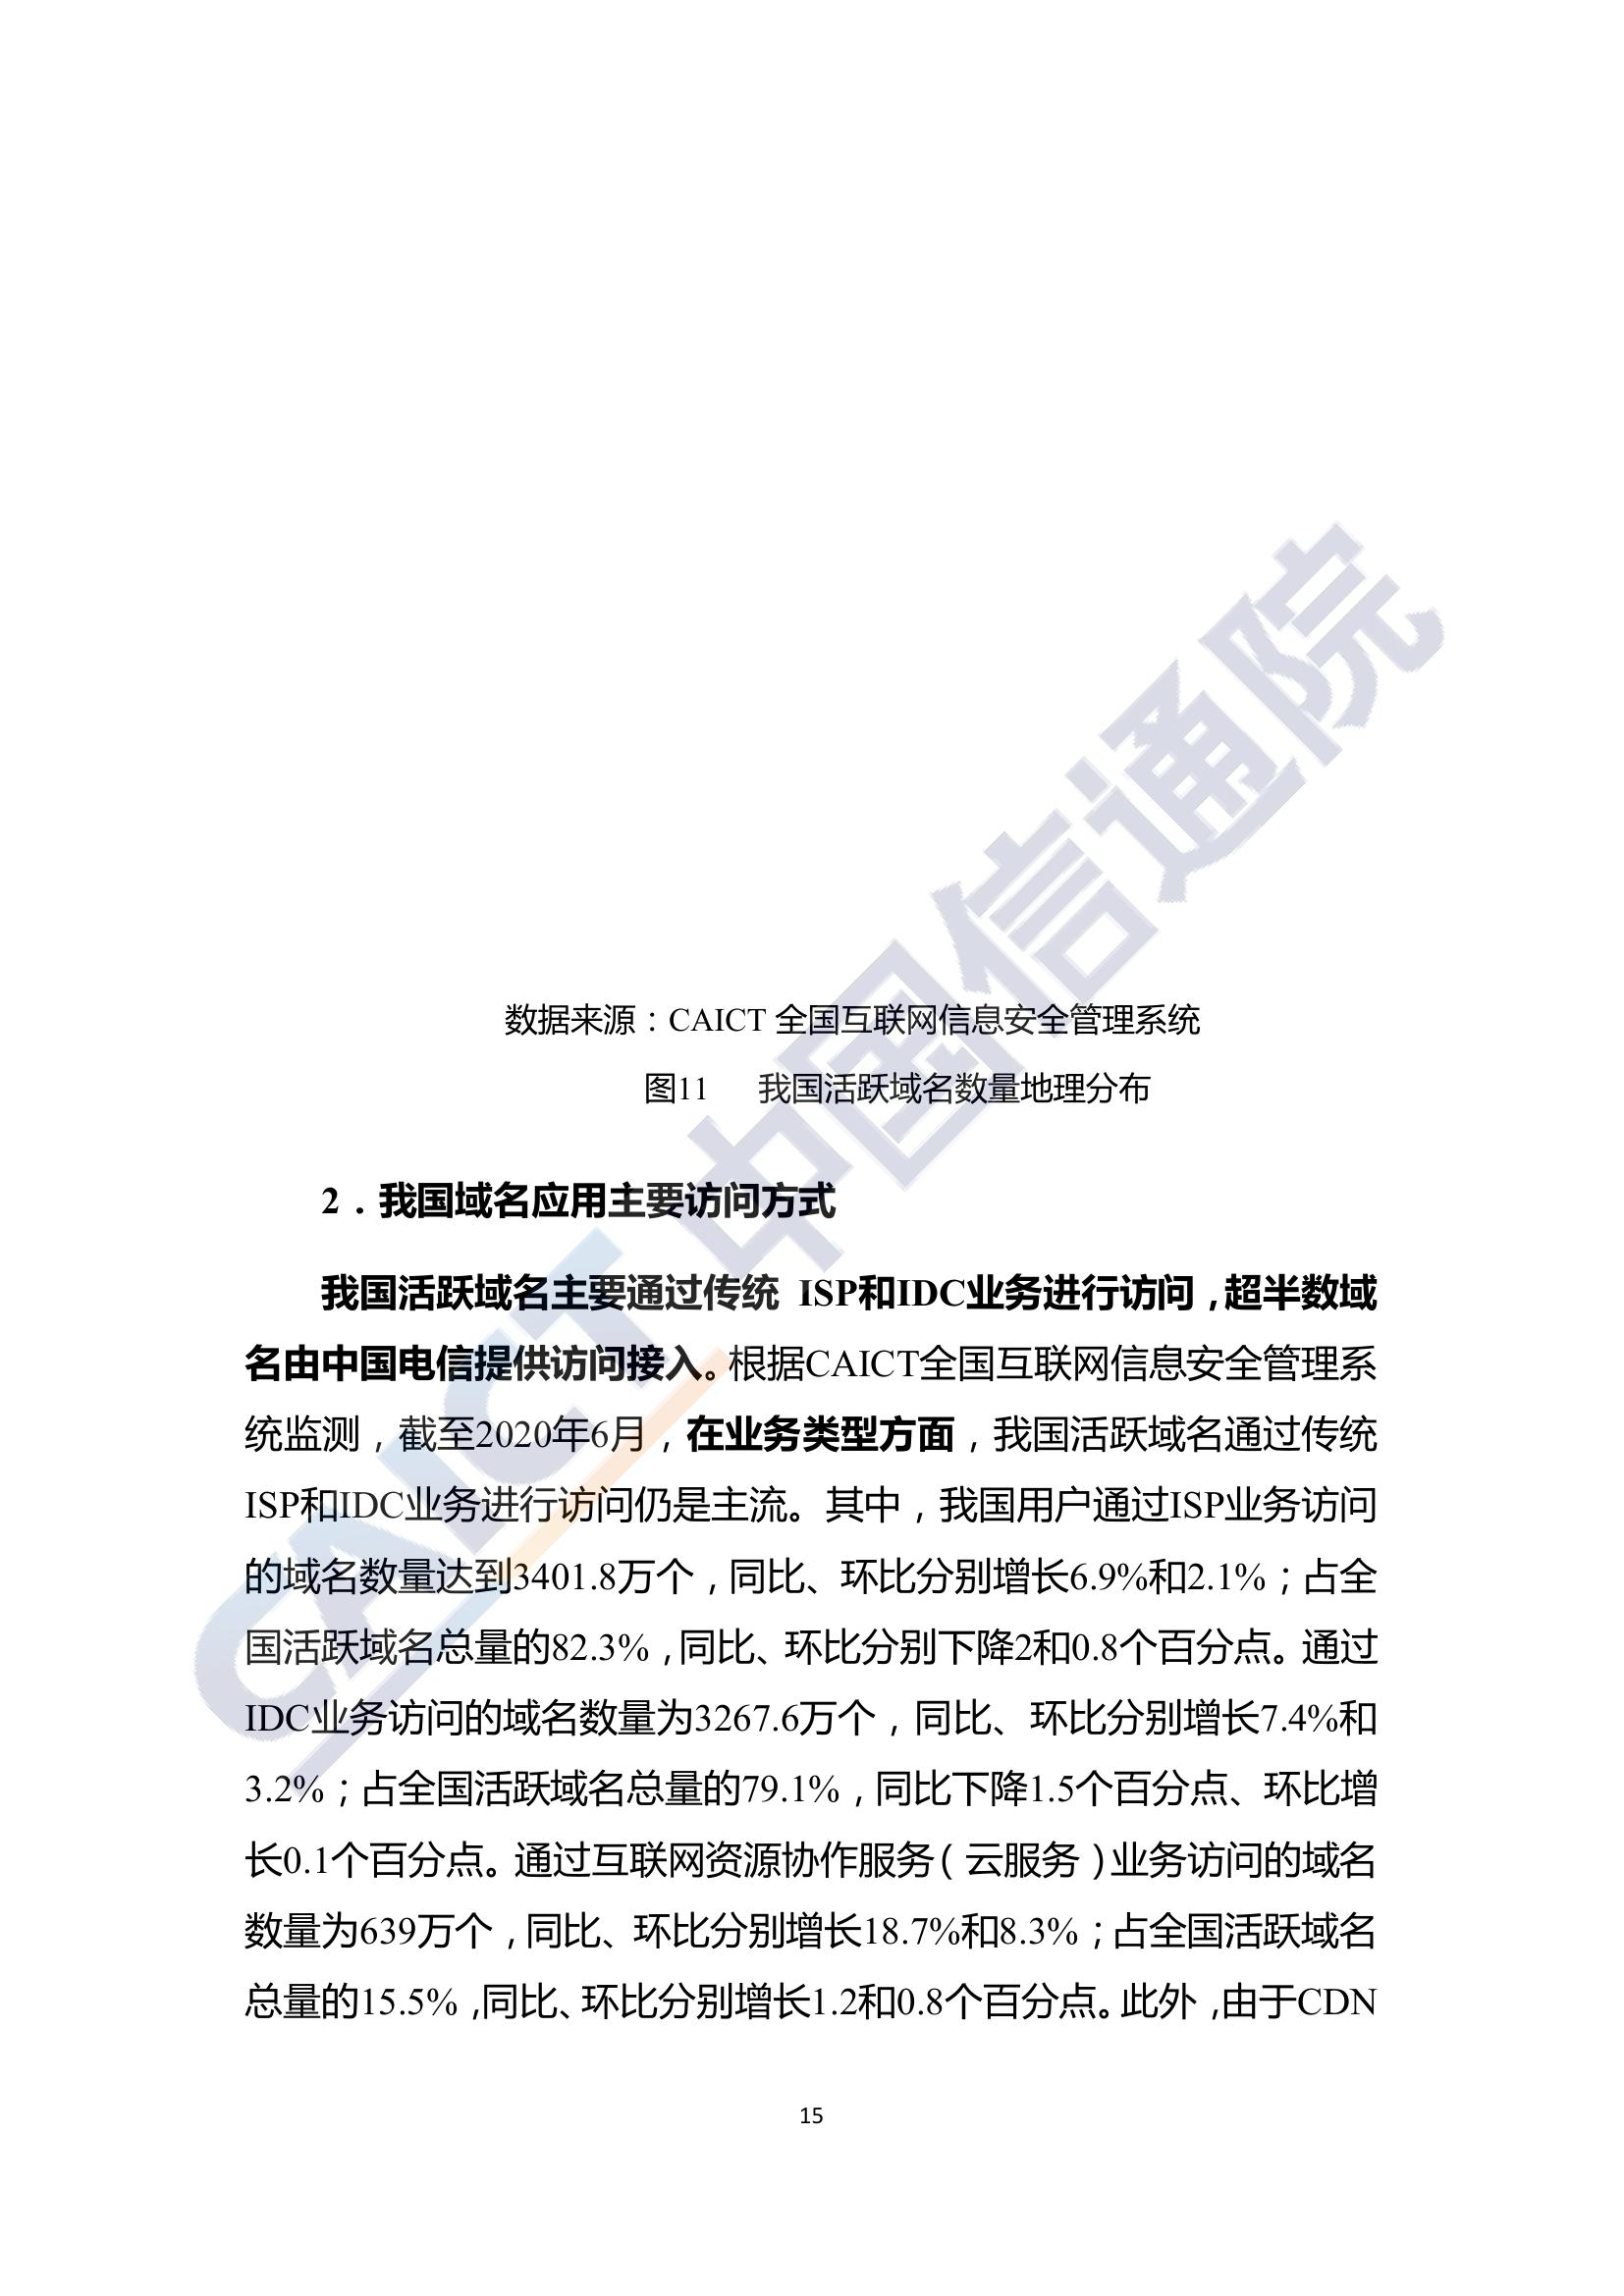 数据来源：CAICT 全国互联网信息安全管理系统
图11 我国活跃域名数量地理分布
2．我国域名应用主要访问方式
我国活跃域名主要通过传统 ISP和IDC业务进行访问，超半数域
名由中国电信提供访问接入。根据CAICT全国互联网信息安全管理系
统监测，截至2020年6月，在业务类型方面，我国活跃域名通过传统
ISP和IDC业务进行访问仍是主流。其中，我国用户通过ISP业务访问
的域名数量达到3401.8万个，同比、环比分别增长6.9%和2.1%；占全
国活跃域名总量的82.3%，同比、环比分别下降2和0.8个百分点。通过
IDC业务访问的域名数量为3267.6万个，同比、环比分别增长7.4%和
3.2%；占全国活跃域名总量的79.1%，同比下降1.5个百分点、环比增
长0.1个百分点。通过互联网资源协作服务（云服务）业务访问的域名
数量为639万个，同比、环比分别增长18.7%和8.3%；占全国活跃域名
总量的15.5%，同比、环比分别增长1.2和0.8个百分点。此外，由于CDN
15
CAICT 中国信通院